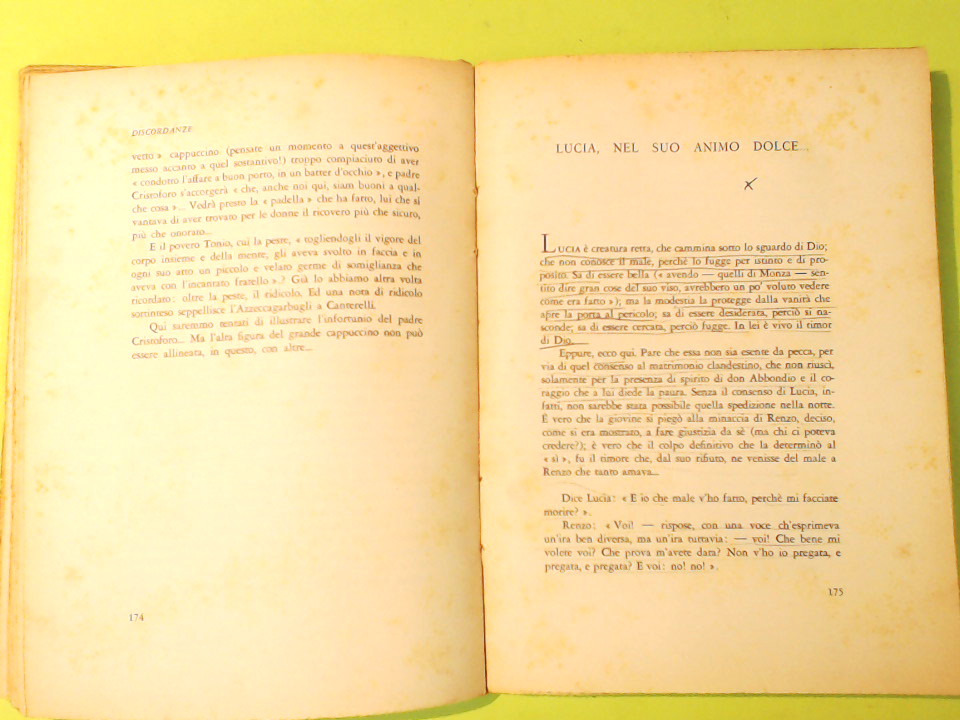 DISCORDANZE
vetto » cappuccino (pensate un momento a quest'aggettivo
messo accanto a quel sostantivo!) troppo compiaciuto di aver
« condotto l'affare a buon porto, in un batter d'occhio », e padre
Cristoforo s'accorgerà « che, anche noi qui, siam buoni a qual-
che cosa »... Vedrà presto la « padella » che ha fatto, lui che si
vantava di aver trovato per le donne il ricovero più che sicuro,
più che onorato...
E il povero Tonio, cui la peste, « togliendogli il vigore del
corpo insieme e della mente, gli aveva svolto in faccia e in
ogni suo atto un piccolo e velato germe di somiglianza che
aveva con l'incantato fratello ».? Già lo abbiamo altra volta
ricordato: oltre la peste, il ridicolo. Ed una nota di ridicolo
sottinteso seppellisce l'Azzeccagarbugli a Canterelli.
Qui saremmo tentati di illustrare l'infortunio del padre
Cristoforo... Ma l'alta figura del grande cappuccino non può
essere allineata, in questo, con altre...
174
LUCIA, NEL SUO ANIMO DOLCE...
LUCIA è creatura retta, che cammina sotto lo sguardo di Dio;
che non conosce il male, perchè lo fugge per istinto e di pro-
posito. Sa di essere bella (« avendo — quelli di Monza — sen-
tito dire gran cose del suo viso, avrebbero un po' voluto vedere
come era fatto »); ma la modestia la protegge dalla vanità che
apre la porta al pericolo; sa di essere desiderata, perciò si na-
sconde; sa di essere cercata, perciò fugge. In lei è vivo il timor
di Dio.
Eppure, ecco qui. Pare che essa non sia esente da pecca, per
via di quel consenso al matrimonio clandestino, che non riuscì,
solamente per la presenza di spirito di don Abbondio e il co-
raggio che a lui diede la paura. Senza il consenso di Lucia, in-
fatti, non sarebbe stata possibile quella spedizione nella notte.
È vero che la giovine si piegò alla minaccia di Renzo, deciso,
come si era mostrato, a fare giustizia da sè (ma chi ci poteva
credere?); è vero che il colpo definitivo che la determinò al
« sì », fu il timore che, dal suo rifiuto, ne venisse del male a
Renzo che tanto amava...
Dice Lucia: « E io che male v'ho fatto, perchè mi facciate
morire? ».
Renzo: « Voi! — rispose, con una voce ch'esprimeva
un'ira ben diversa, ma un'ira tuttavia: — voi! Che bene mi
volete voi? Che prova m'avete data? Non v'ho io pregata, e
pregata, e pregata? E voi: no! no! ».
175